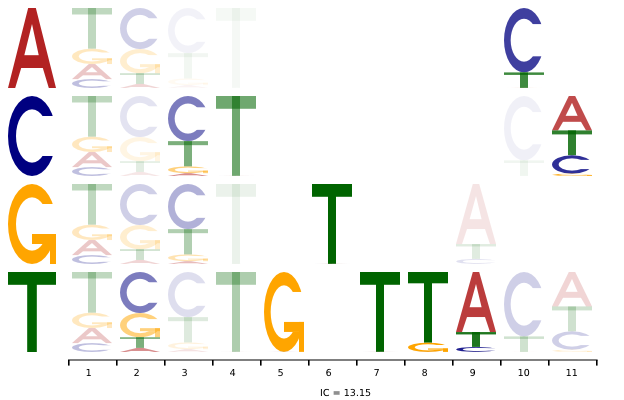 A T C C T C
G T G
A T T
C T A
C T C C T C A
G G T T
A T G C
C
G T C C T T A
G G T
A T C
C
T T C C T G T T A C A
G G T T T T
A T G C C
C A
1 2 3 4 5 6 7 8 9 10 11
IC = 13.15